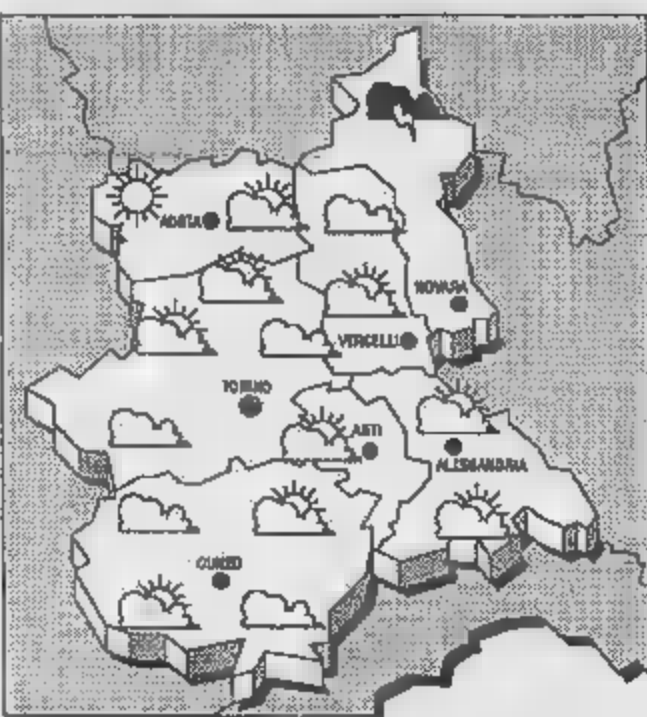 AOSTA
NOVARA
VERCELLI
TORINO
ASTI
ALESSANDRIA
CUNEO